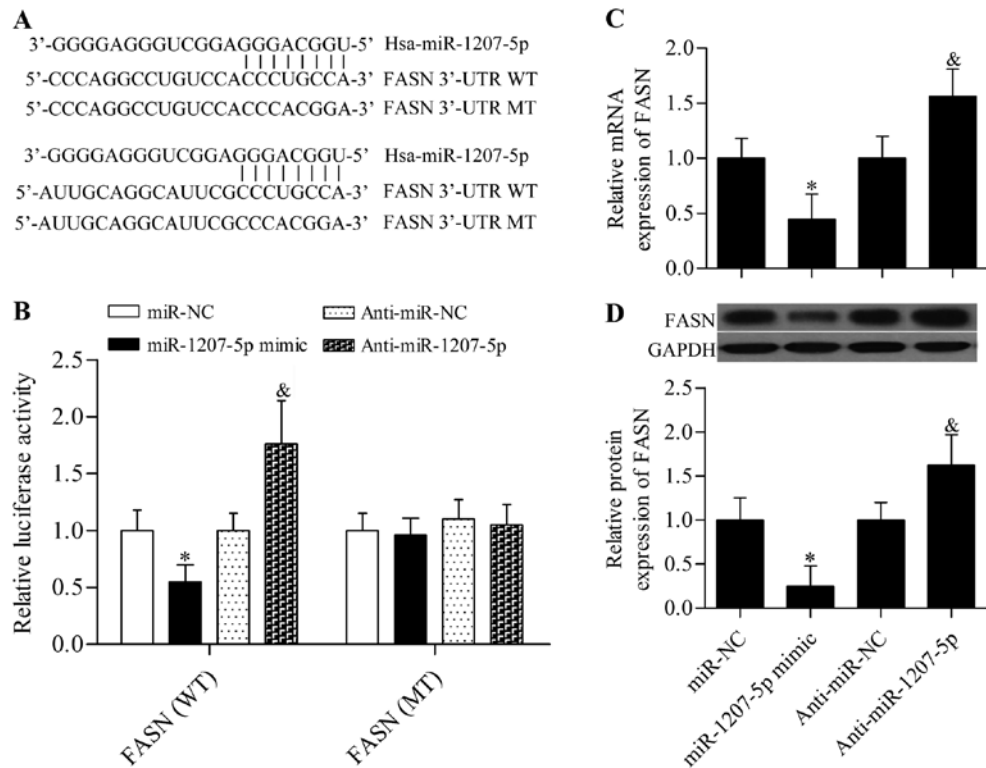 A
3'-GGGGAGGGUCGGAGGGACGGU-5' Hsa-miR-1207-5p
5'-CCCAGGCCUGUCCACCCUGCCA-3' FASN 3'-UTR WT
5'-CCCAGGCCUGUCCACCCACGGA-3' FASN 3'-UTR MT
3'-GGGGAGGGUCGGAGGGACGGU-5' Hsa-miR-1207-5p
5'-AUUGCAGGCAUUCGCCCUGCCA-3' FASN 3'-UTR WT
5'-AUUGCAGGCAUUCGCCCACGGA-3' FASN 3'-UTR MT
B
miR-NC
Anti-miR-NC
miR-1207-5p mimic
Anti-miR-1207-5p
Relative luciferase activity
2.5
2.0
1.5
1.0
0.5
0.0
*
&
FASN (WT)
FASN (MT)
C
Relative mRNA
expression of FASN
2.0
1.5
1.0
0.5
0.0
*
&
D
FASN
GAPDH
Relative protein
expression of FASN
2.0
1.5
1.0
0.5
0.0
*
&
miR-NC
miR-1207-5p mimic
Anti-miR-NC
Anti-miR-1207-5p